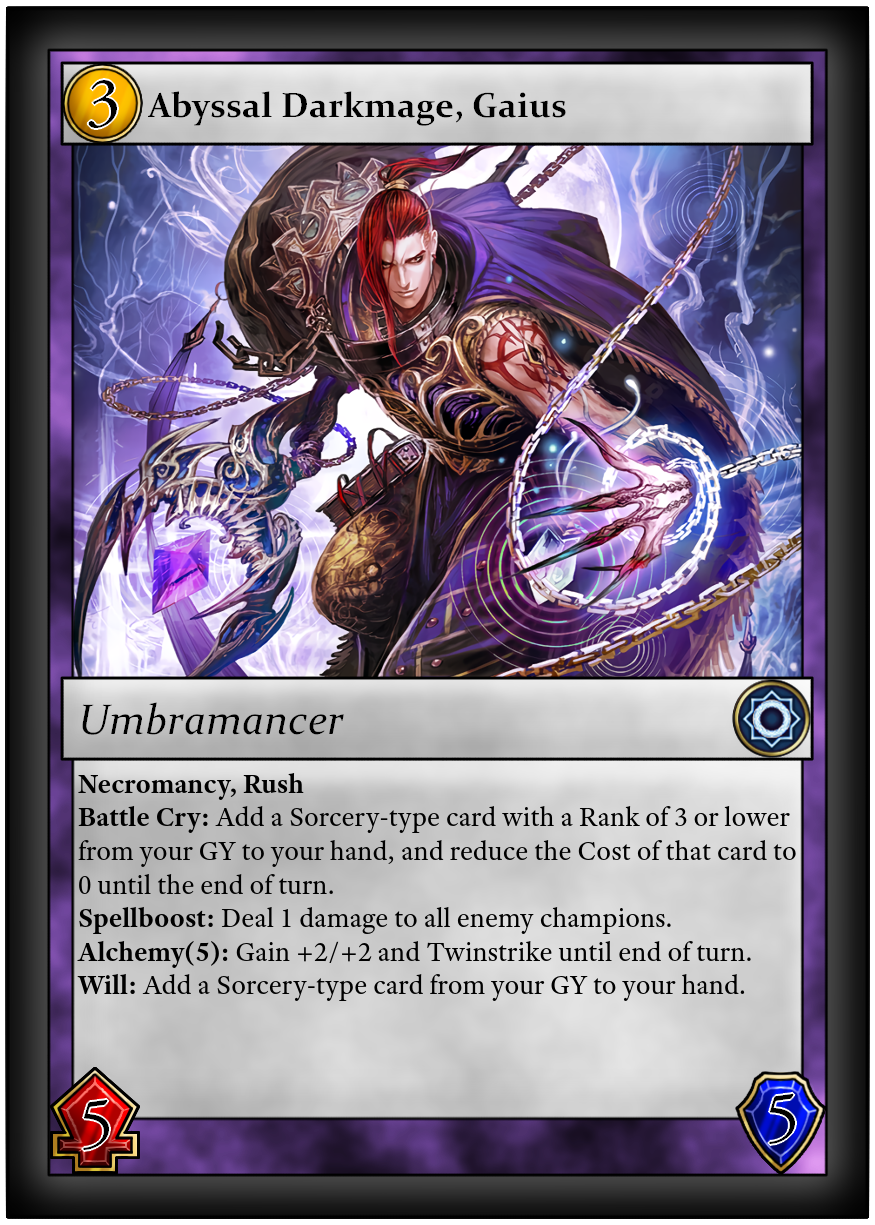 3 Abyssal Darkmage, Gaius
Umbramancer
Necromancy, Rush
Battle Cry: Add a Sorcery-type card with a Rank of 3 or lower
from your GY to your hand, and reduce the Cost of that card to
0 until the end of turn.
Spellboost: Deal 1 damage to all enemy champions.
Alchemy(5): Gain +2/+2 and Twinstrike until end of turn.
Will: Add a Sorcery-type card from your GY to your hand.
5 5